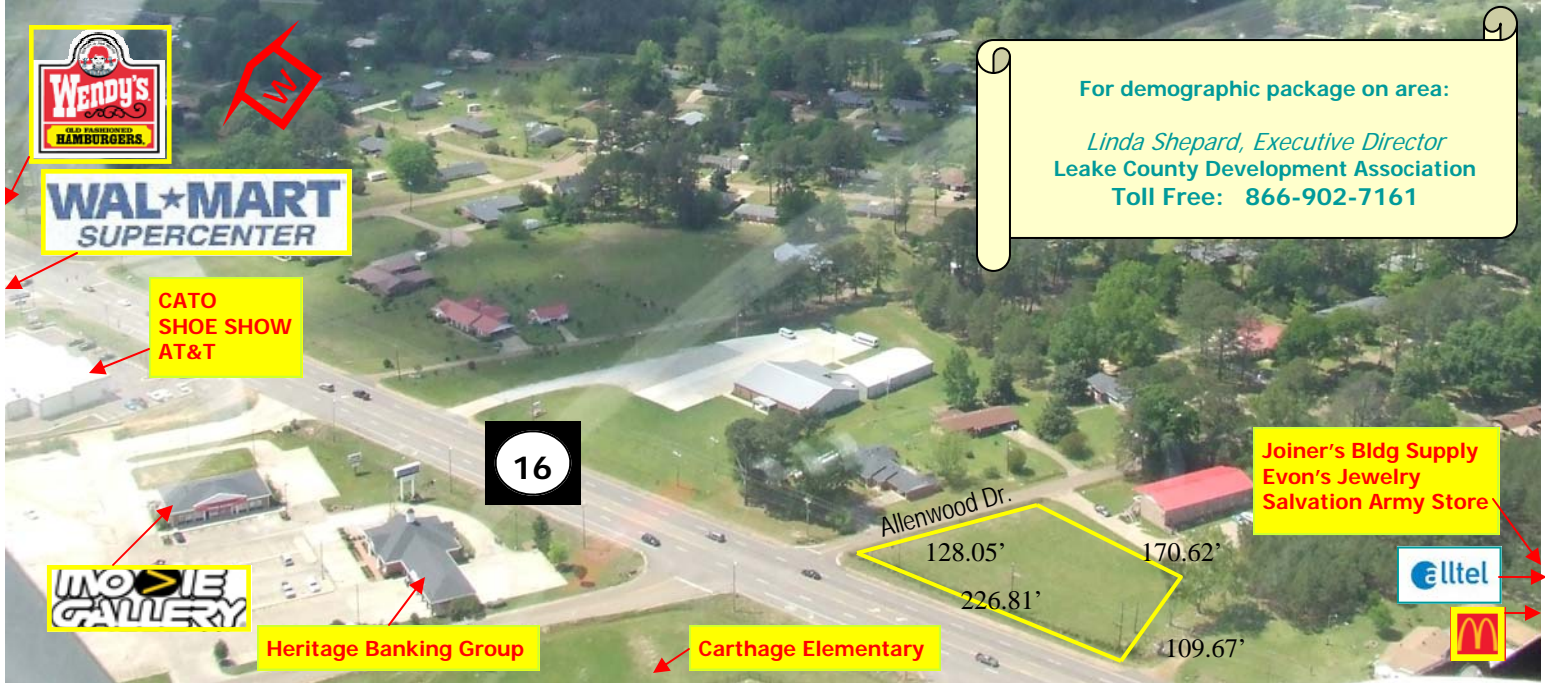 WENDY'S
OLD FASHIONED
HAMBURGERS.
W
WAL★MART
SUPERCENTER
CATO
SHOE SHOW
AT&T
For demographic package on area:
Linda Shepard, Executive Director
Leake County Development Association
Toll Free: 866-902-7161
16
Allenwood Dr.
128.05’
170.62’
226.81’
109.67’
Joiner’s Bldg Supply
Evon’s Jewelry
Salvation Army Store
alltel
MOVIE
GALLERY
Heritage Banking Group
Carthage Elementary